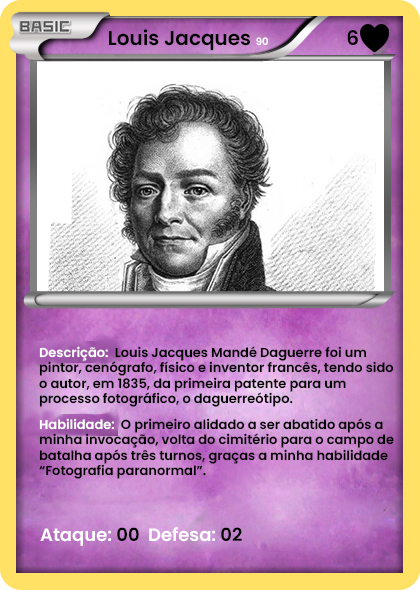 BASIC
Louis Jacques 90
6
Descrição: Louis Jacques Mandé Daguerre foi um
pintor, cenógrafo, físico e inventor francês, tendo sido
o autor, em 1835, da primeira patente para um
processo fotográfico, o daguerreótipo.
Habilidade: O primeiro alidado a ser abatido após a
minha invocação, volta do cimitério para o campo de
batalha após três turnos, graças a minha habilidade
“Fotografia paranormal”.
Ataque: 00 Defesa: 02